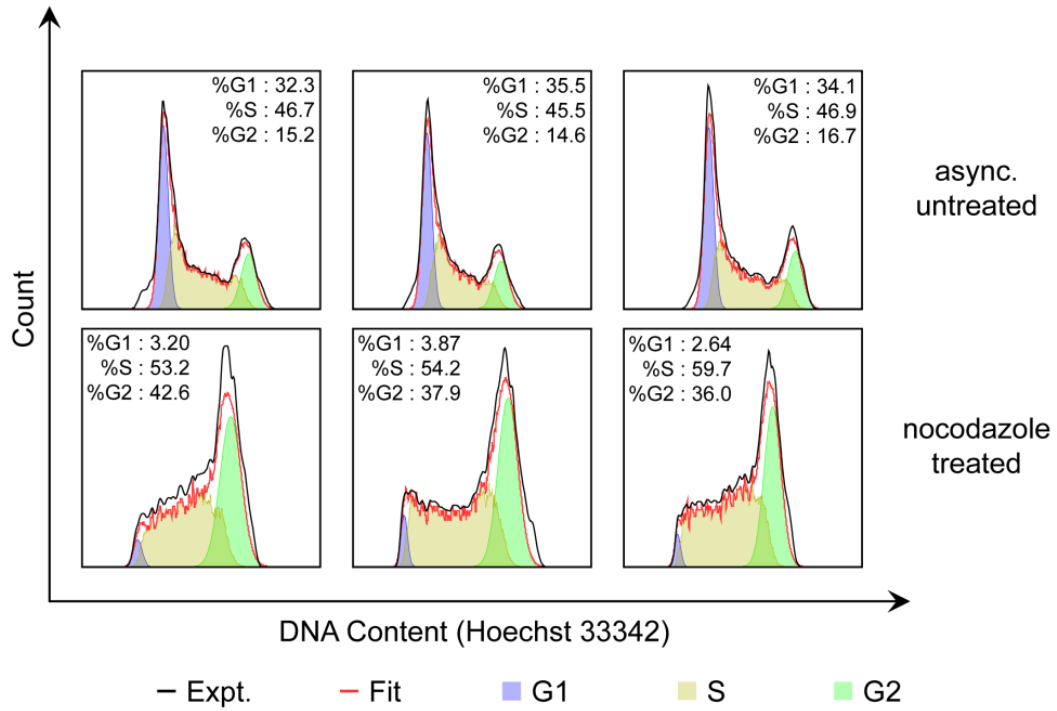 %G1 : 32.3
%S : 46.7
%G2 : 15.2
%G1 : 35.5
%S : 45.5
%G2 : 14.6
%G1 : 34.1
%S : 46.9
%G2 : 16.7
async.
untreated
%G1 : 3.20
%S : 53.2
%G2 : 42.6
%G1 : 3.87
%S : 54.2
%G2 : 37.9
%G1 : 2.64
%S : 59.7
%G2 : 36.0
nocodazole
treated
Count
DNA Content (Hoechst 33342)
Expt.
Fit
G1
S
G2